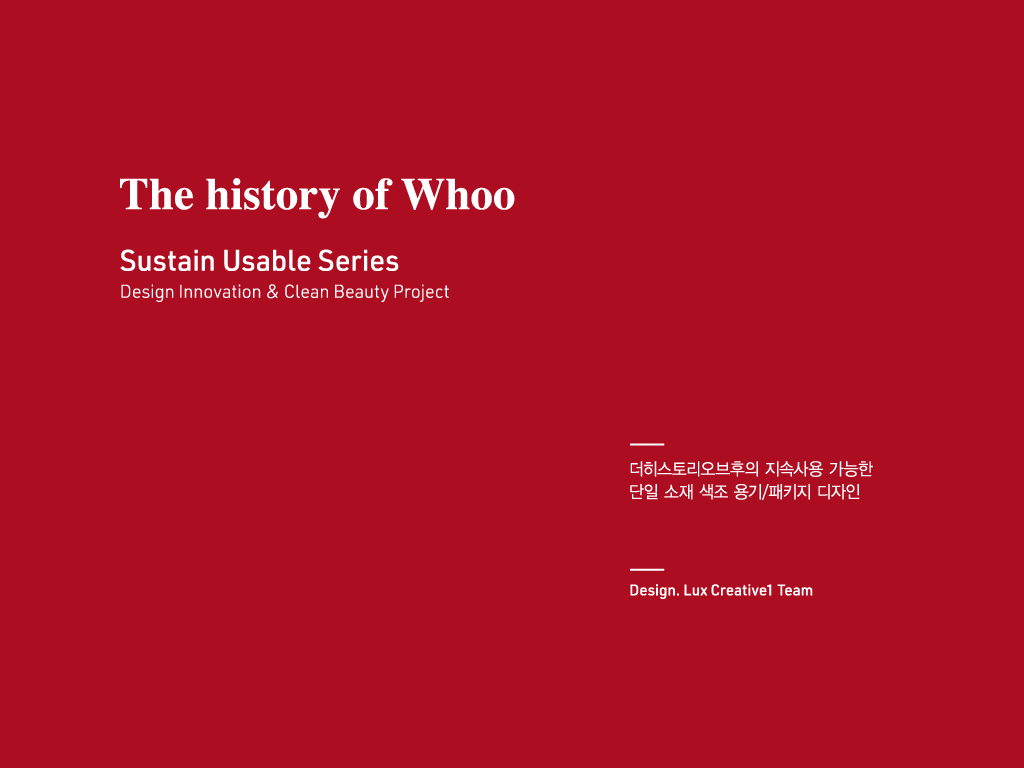 The history of Whoo
Sustain Usable Series
Design Innovation & Clean Beauty Project
더히스토리오브후의 지속사용 가능한
단일 소재 색조 용기/패키지 디자인
Design. Lux Creative1 Team